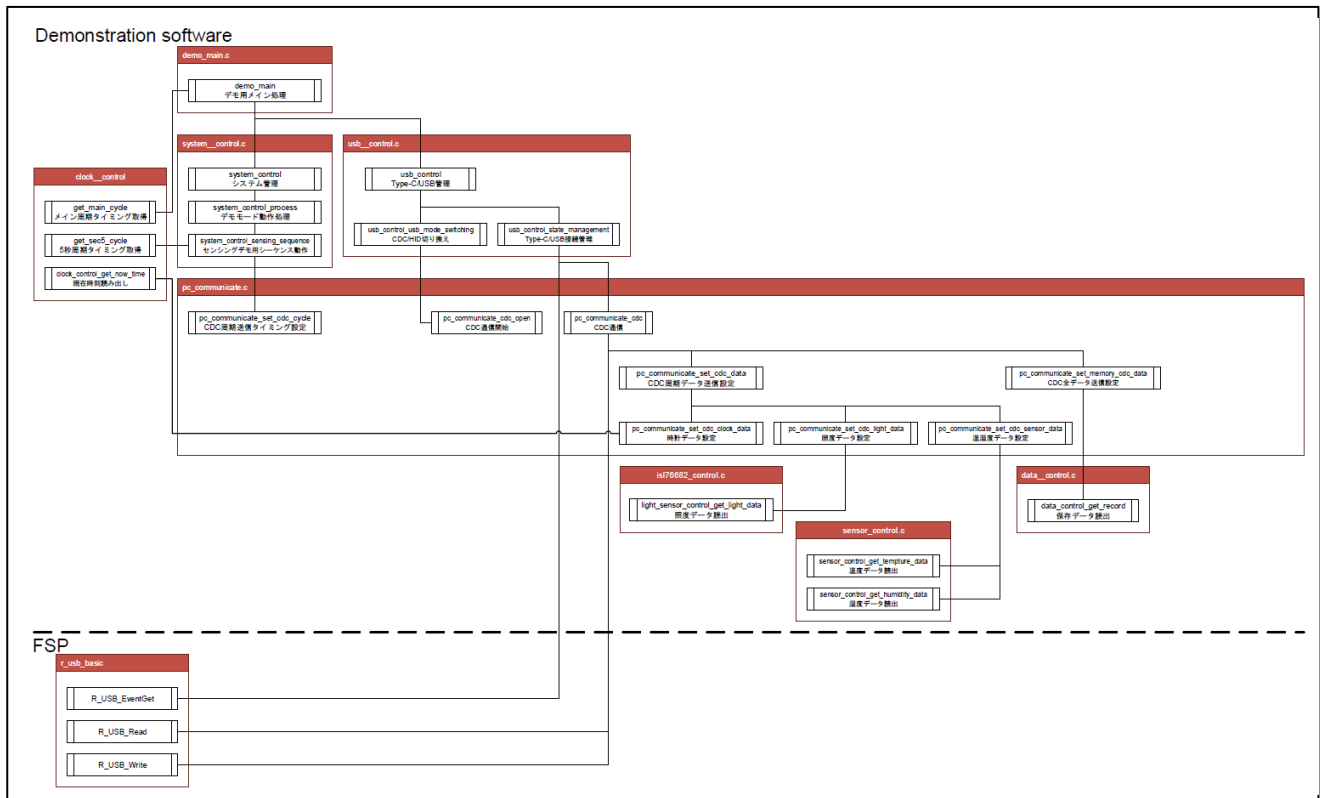 Demonstration software
demo_main.c
demo_main
デモ用メイン処理
system__control.c
system_control
システム管理
system_control_process
デモモード動作処理
system_control_sensing_sequence
センシングデモ用シーケンス動作
usb__control.c
usb_control
Type-C/USB管理
usb_control_usb_mode_switching
CDC/HID切り換え
usb_control_state_management
Type-C/USB接続管理
clock__control
get_main_cycle
メイン周期タイミング取得
get_sec5_cycle
5秒周期タイミング取得
clock_control_get_now_time
現在時刻読み出し
pc_communicate.c
pc_communicate_set_cdc_cycle
CDC周期送信タイミング設定
pc_communicate_cdc_open
CDC通信開始
pc_communicate_cdc
CDC通信
pc_communicate_set_cdc_data
CDC周期データ送信設定
pc_communicate_set_memory_cdc_data
CDC全データ送信設定
pc_communicate_set_cdc_clock_data
時計データ設定
pc_communicate_set_cdc_light_data
照度データ設定
pc_communicate_set_cdc_sensor_data
温湿度データ設定
isl76682_control.c
light_sensor_control_get_light_data
照度データ読出
data__control.c
data_control_get_record
保存データ読出
sensor_control.c
sensor_control_get_tempture_data
温度データ読出
sensor_control_get_humidity_data
湿度データ読出
FSP
r_usb_basic
R_USB_EventGet
R_USB_Read
R_USB_Write